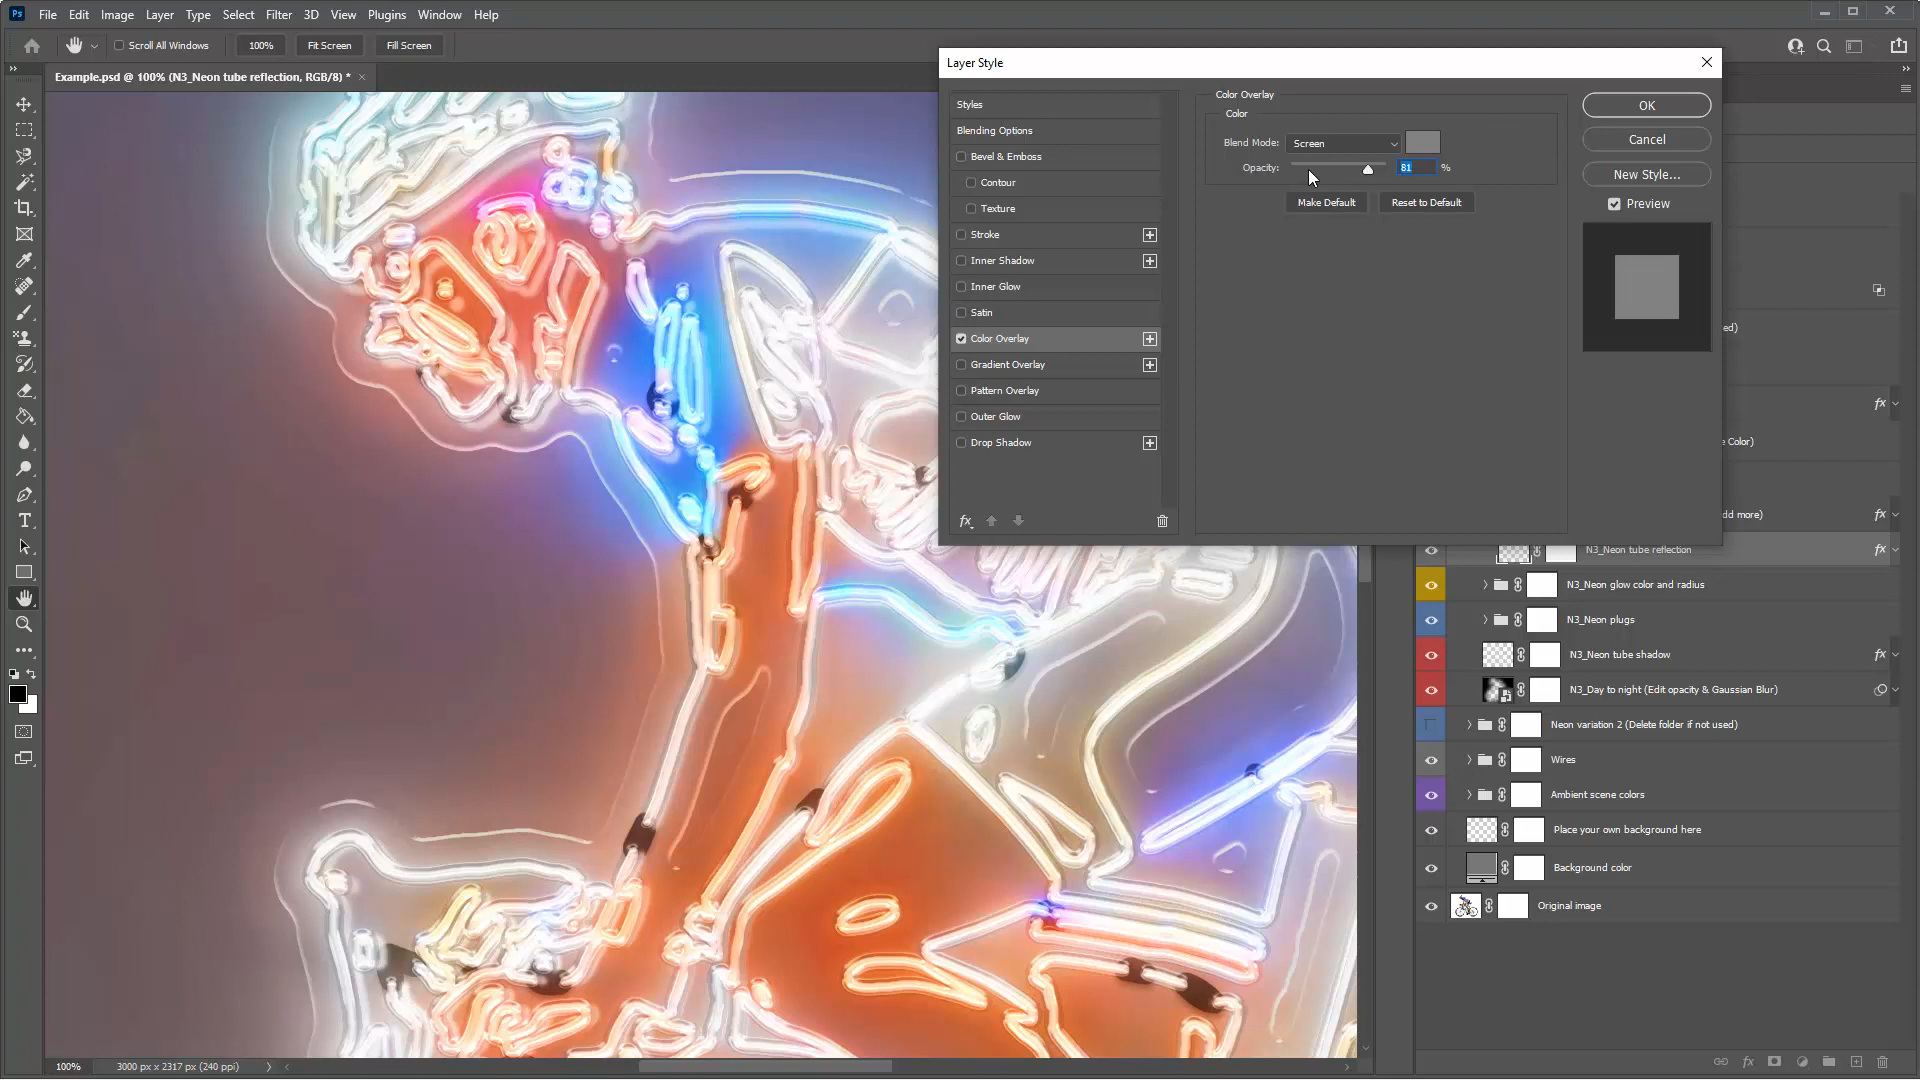 Ps File Edit Image Layer Type Select Filter 3D View Plugins Window Help
Scroll All Windows 100% Fit Screen Fill Screen
Example.psd @ 100% (N3_Neon tube reflection, RGB/8) *
Layer Style
Styles
Blending Options
Bevel & Emboss
Contour
Texture
Stroke
Inner Shadow
Inner Glow
Satin
Color Overlay
Gradient Overlay
Pattern Overlay
Outer Glow
Drop Shadow
fx
Color Overlay
Color
Blend Mode: Screen
Opacity: 81 %
Make Default Reset to Default
OK
Cancel
New Style...
Preview
ed)
fx
e Color)
dd more) fx
N3_Neon tube reflection fx
N3_Neon glow color and radius
N3_Neon plugs
N3_Neon tube shadow fx
N3_Day to night (Edit opacity & Gaussian Blur)
Neon variation 2 (Delete folder if not used)
Wires
Ambient scene colors
Place your own background here
Background color
Original image
fx
100% 3000 px x 2317 px (240 ppi)